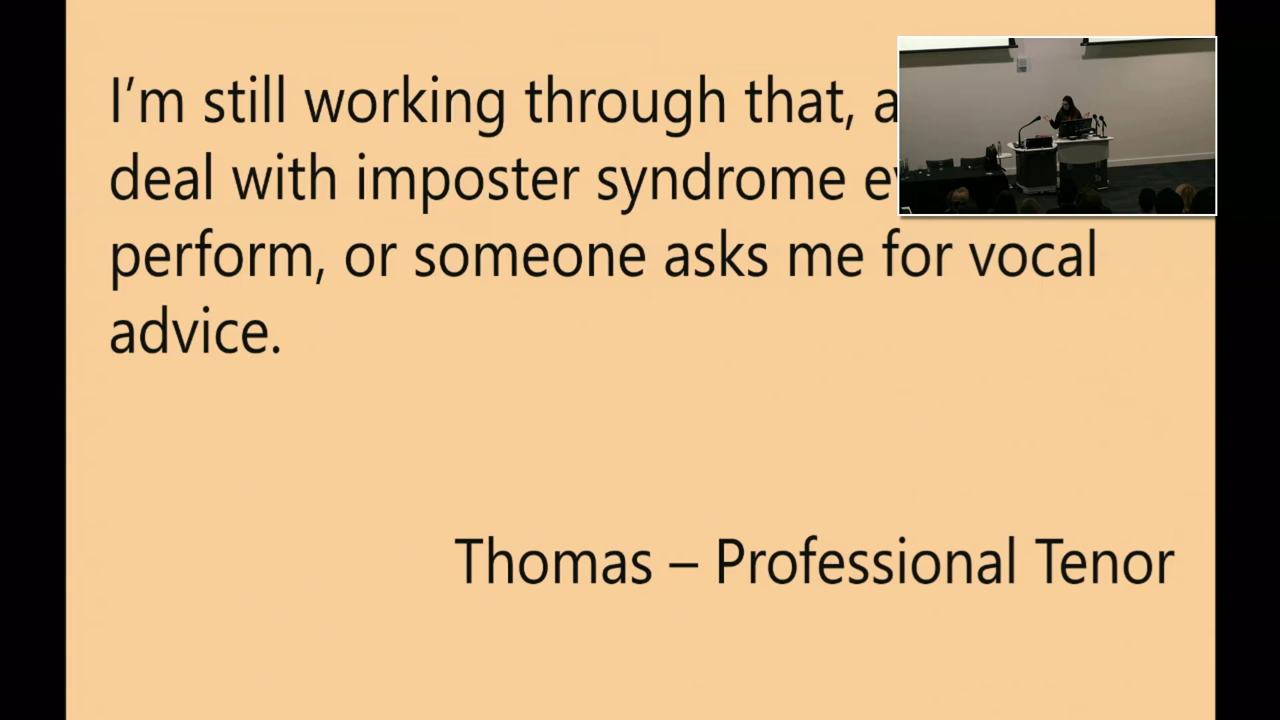 I’m still working through that, a
deal with imposter syndrome
perform, or someone asks me for vocal
advice.
Thomas – Professional Tenor